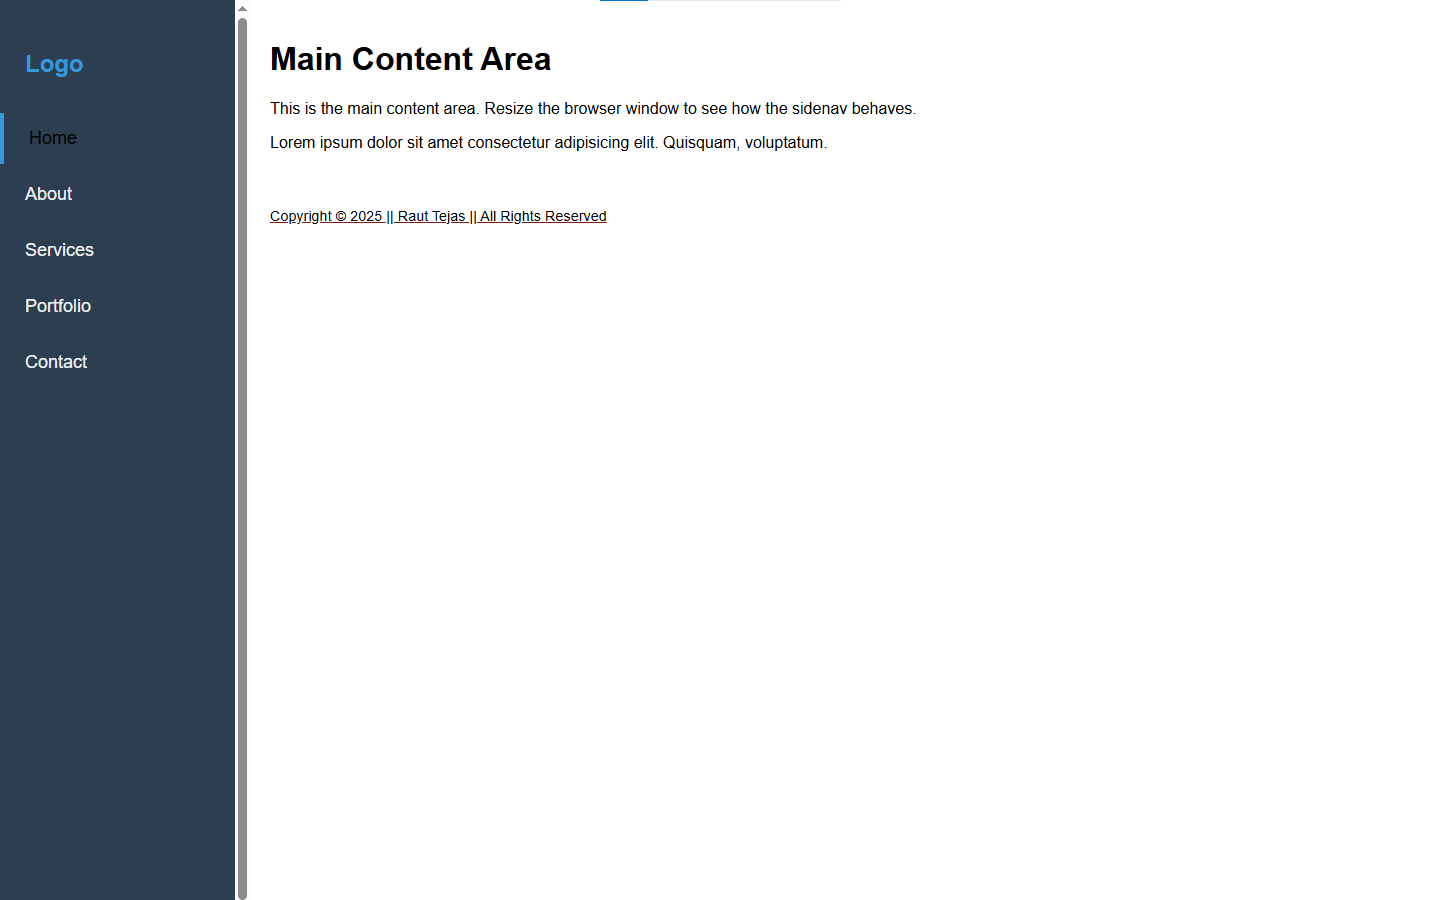 Logo
Home
About
Services
Portfolio
Contact
Main Content Area
This is the main content area. Resize the browser window to see how the sidenav behaves.
Lorem ipsum dolor sit amet consectetur adipisicing elit. Quisquam, voluptatum.
Copyright © 2025 || Raut Tejas || All Rights Reserved